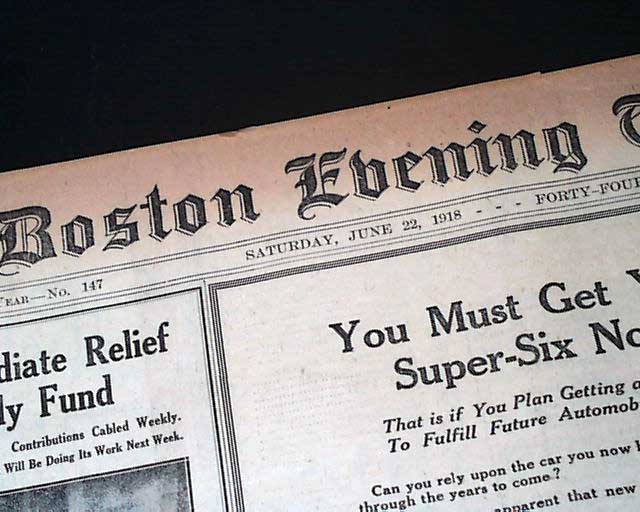 Boston Evening
SATURDAY, JUNE 22, 1918 - - - FORTY-FOUR
YEAR—No. 147
diate Relief
ly Fund
Contributions Cabled Weekly.
Will Be Doing Its Work Next Week.
You Must Get
Super-Six No
That is if You Plan Getting a
To Fulfill Future Automob
Can you rely upon the car you now
through the years to come?
apparent that new